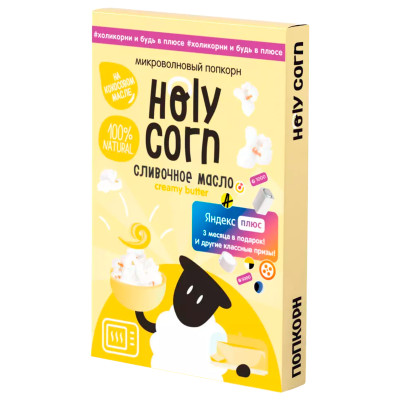 #холикорни и будь в плюсе #холикорни и будь в плюсе
микроволновый попкорн
на
кокосовом
масле
Holy
Corn
100%
NATURAL
сливочное масло
creamy butter
Яндекс плюс
3 месяца в подарок!
И другие классные призы!
HOLY CORN
ПОПКОРН